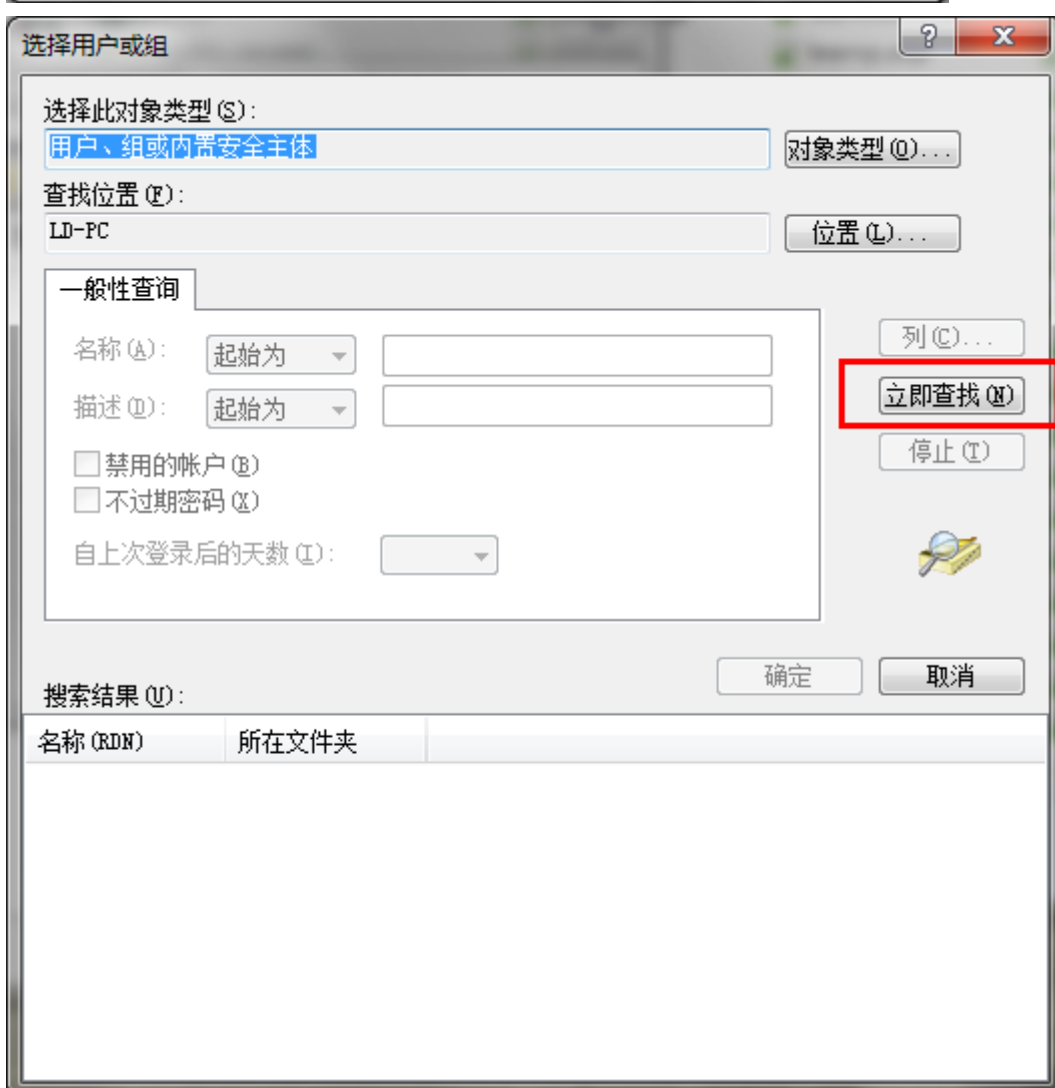 选择用户或组
选择此对象类型(S):
用户、组或内置安全主体
对象类型(O)...
查找位置(F):
LD-PC
位置(L)...
一般性查询
名称(A): 起始为
列(C)...
描述(D): 起始为
立即查找(N)
禁用的帐户(B)
停止(T)
不过期密码(X)
自上次登录后的天数(I):
确定 取消
搜索结果(U):
名称(RDN) 所在文件夹